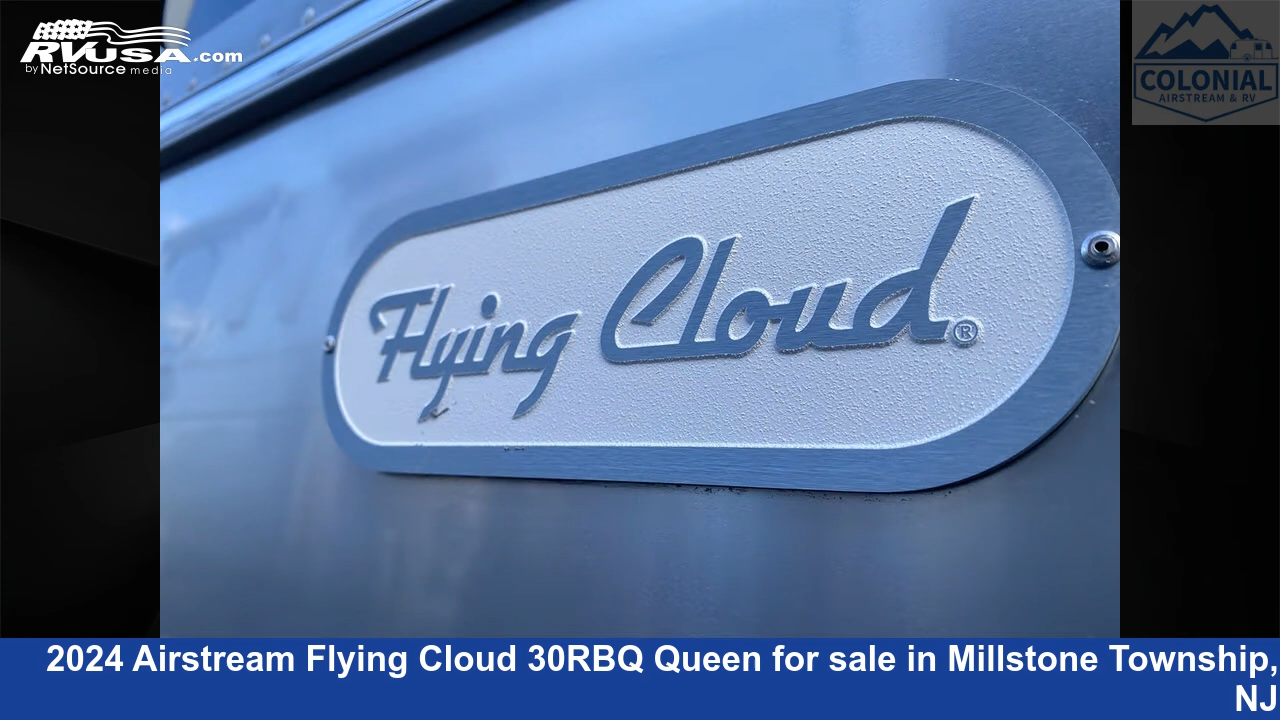 RVUSA.com
by NetSource media
COLONIAL
AIRSTREAM & RV
Flying Cloud®
2024 Airstream Flying Cloud 30RBQ Queen for sale in Millstone Township,
NJ